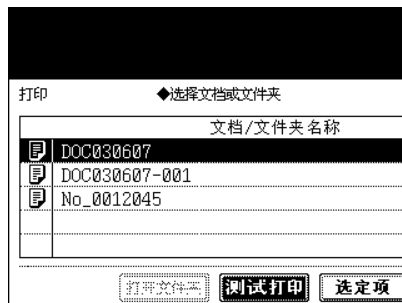 打印 ◆选择文档或文件夹
文档/文件夹名称
DOC030607
DOC030607-001
No_0012045
打开文件夹 测试打印 选定项